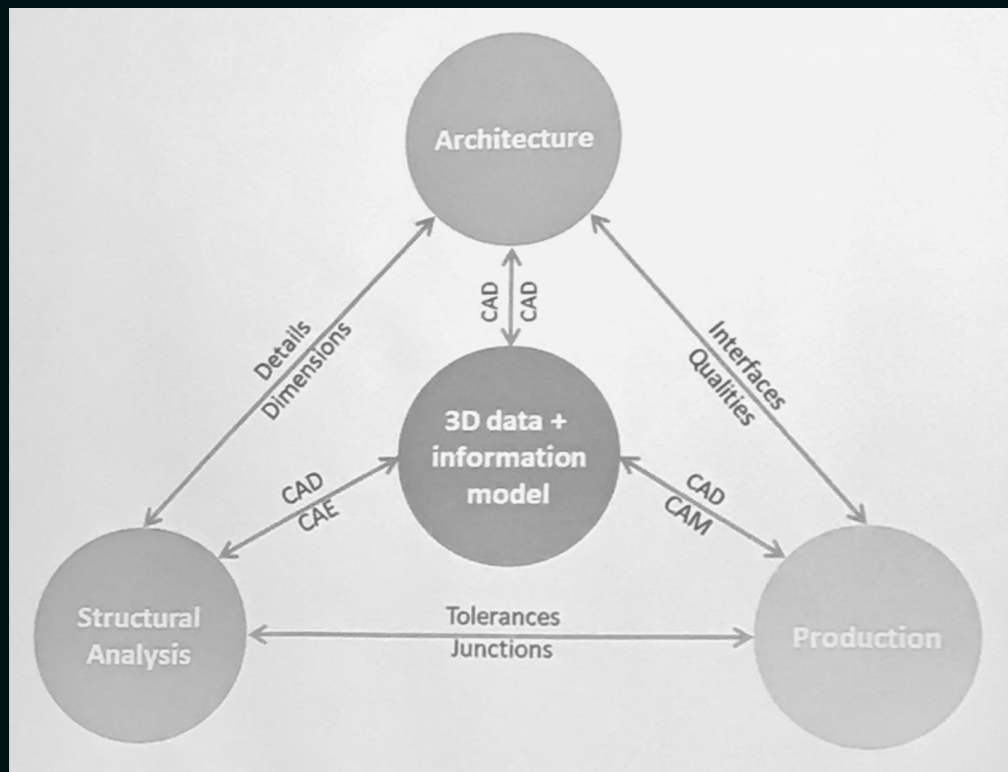 Architecture
CAD
CAD
Details
Dimensions
Interfaces
Qualities
3D data +
information
model
CAD
CAE
CAD
CAM
Structural
Analysis
Tolerances
Junctions
Production